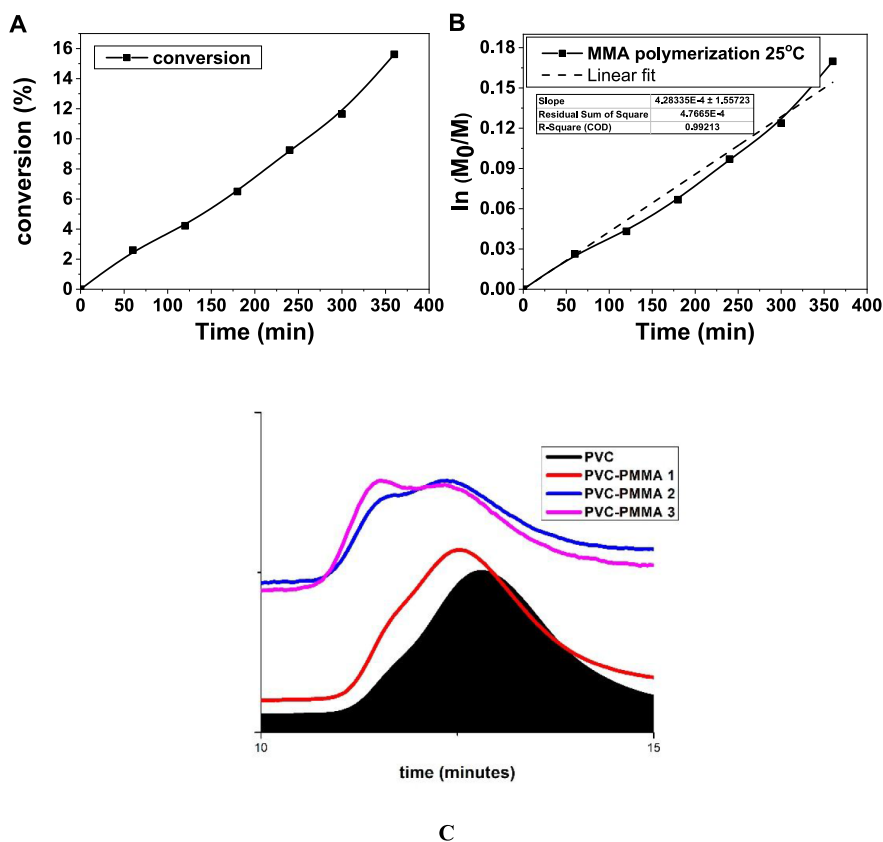 A
conversion
16
14
12
10
8
6
4
2
0
conversion (%)
0 50 100 150 200 250 300 350 400
Time (min)
B
MMA polymerization 25°C
Linear fit
Slope 4.28335E-4 ± 1.55723
Residual Sum of Square 4.7665E-4
R-Square (COD) 0.99213
0.18
0.15
0.12
0.09
0.06
0.03
0.00
ln (M0/M)
0 50 100 150 200 250 300 350 400
Time (min)
PVC
PVC-PMMA 1
PVC-PMMA 2
PVC-PMMA 3
10 15
time (minutes)
C